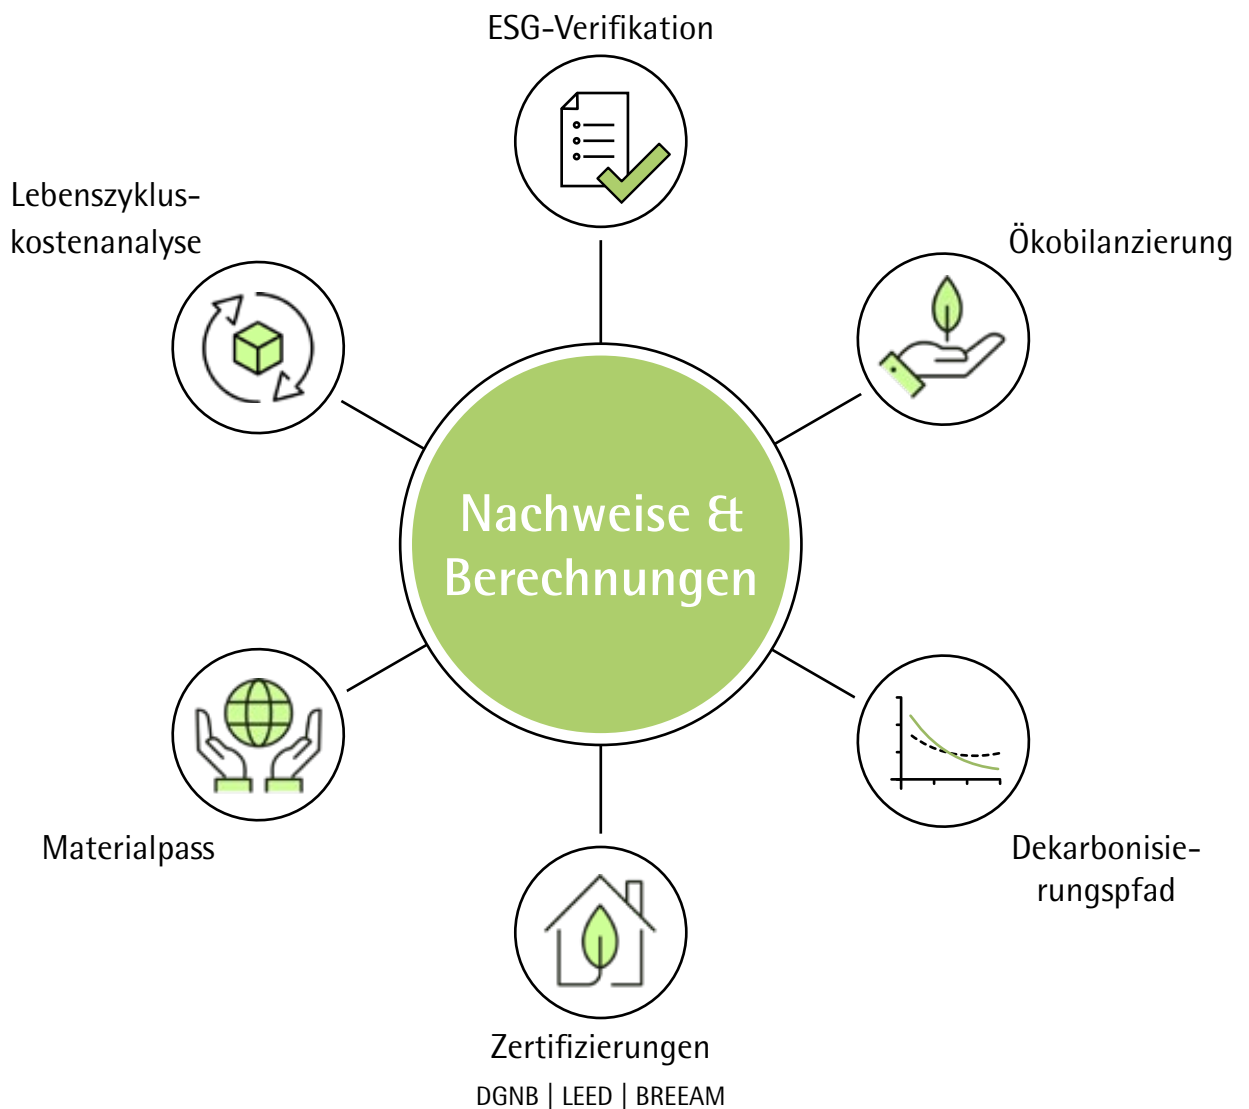 ESG-Verifikation
Lebenszyklus-
kostenanalyse
Ökobilanzierung
Nachweise &
Berechnungen
Materialpass
Dekarbonisie-
rungspfad
Zertifizierungen
DGNB | LEED | BREEAM